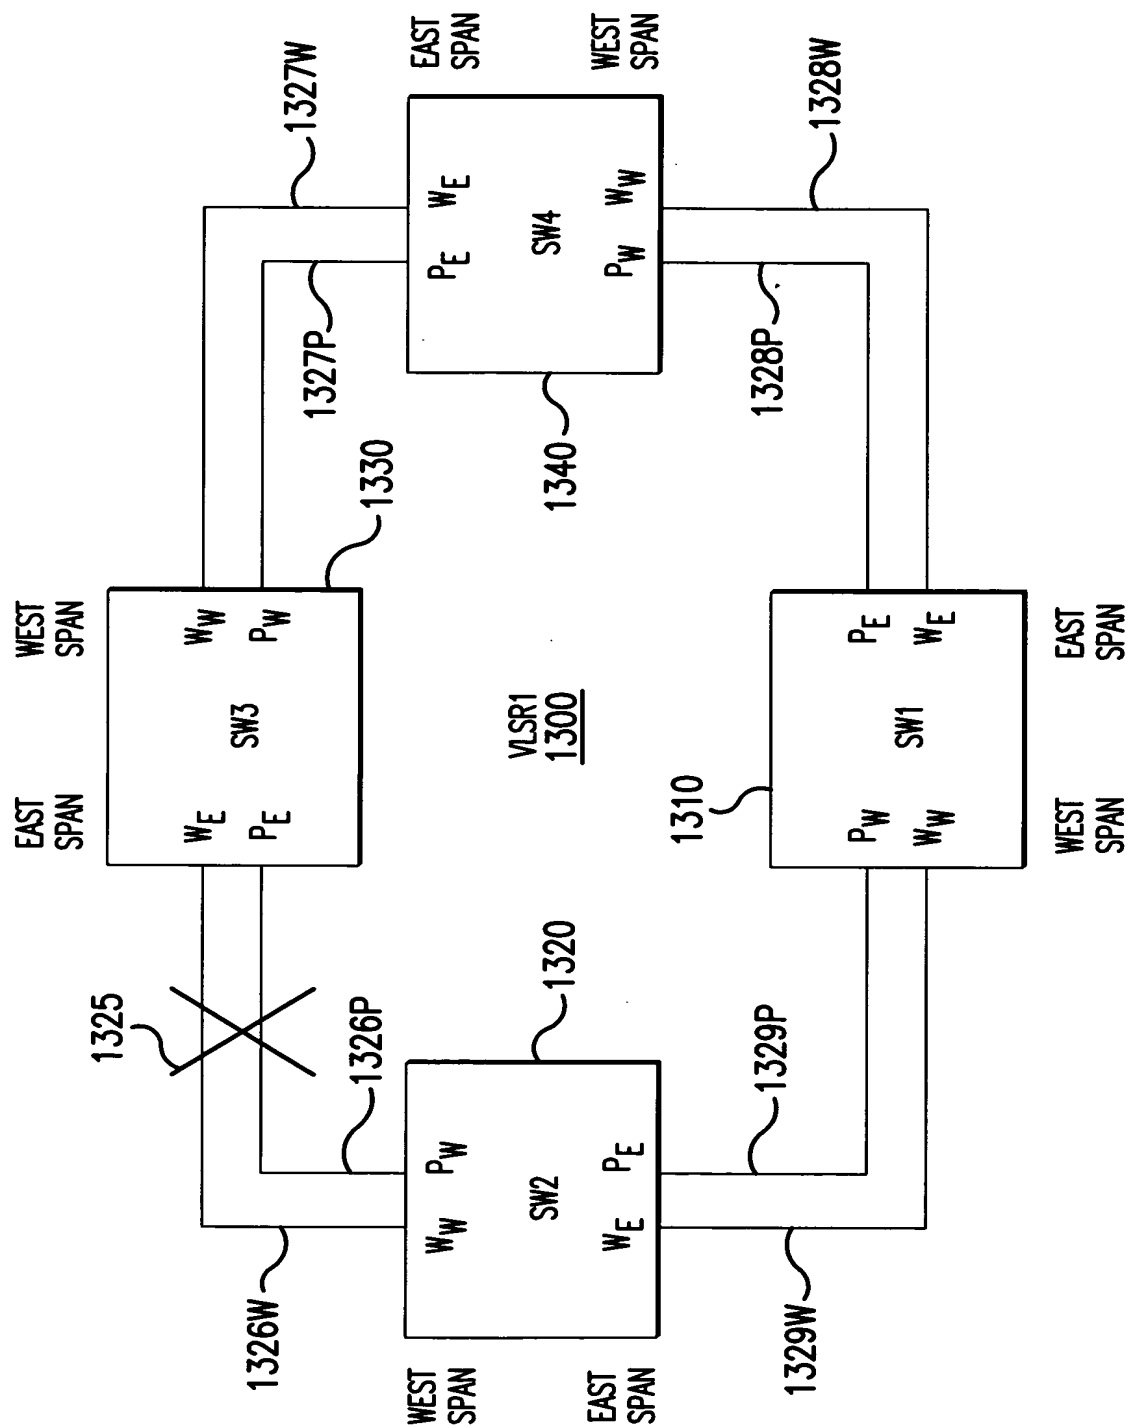 EAST
SPAN
WEST
SPAN
1325
W_E
W_W
SW3
P_E
P_W
1326W
1326P
1330
1327P
1327W
WEST
SPAN
W_W
P_W
P_E
W_E
EAST
SPAN
SW2
1320
VLSR1
1300
1340
SW4
EAST
SPAN
W_E
P_E
P_W
W_W
WEST
SPAN
1329W
1329P
1310
1328P
1328W
P_W
P_E
SW1
W_W
W_E
WEST
SPAN
EAST
SPAN